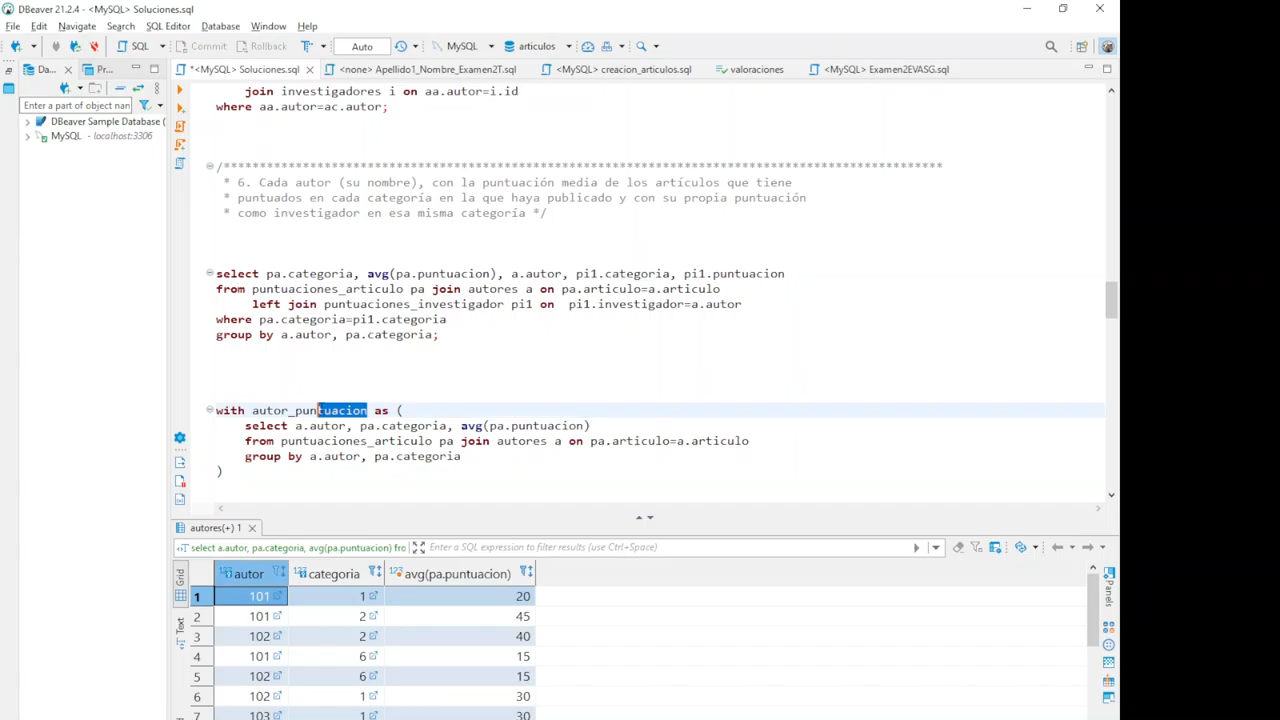 DBeaver 21.2.4 - <MySQL> Soluciones.sql
File Edit Navigate Search SQL Editor Database Window Help
SQL Commit Rollback Auto MySQL articulos
Da... Pr... *<MySQL> Soluciones.sql <none> Apellido1_Nombre_Examen2T.sql <MySQL> creacion_articulos.sql valoraciones <MySQL> Examen2EVASG.sql
Enter a part of object nan
DBeaver Sample Database (
MySQL - localhost:3306
join investigadores i on aa.autor=i.id
where aa.autor=ac.autor;
/****************************************************************************************************
* 6. Cada autor (su nombre), con la puntuación media de los artículos que tiene
* puntuados en cada categoría en la que haya publicado y con su propia puntuación
* como investigador en esa misma categoría */
select pa.categoria, avg(pa.puntuacion), a.autor, pi1.categoria, pi1.puntuacion
from puntuaciones_articulo pa join autores a on pa.articulo=a.articulo
left join puntuaciones_investigador pi1 on  pi1.investigador=a.autor
where pa.categoria=pi1.categoria
group by a.autor, pa.categoria;
with autor_puntuacion as (
select a.autor, pa.categoria, avg(pa.puntuacion)
from puntuaciones_articulo pa join autores a on pa.articulo=a.articulo
group by a.autor, pa.categoria
)
autores(+) 1
select a.autor, pa.categoria, avg(pa.puntuacion) fro Enter a SQL expression to filter results (use Ctrl+Space)
Grid
Text
Panels
autor categoria avg(pa.puntuacion)
1 101 1 20
2 101 2 45
3 102 2 40
4 101 6 15
5 102 6 15
6 102 1 30
7 103 1 30